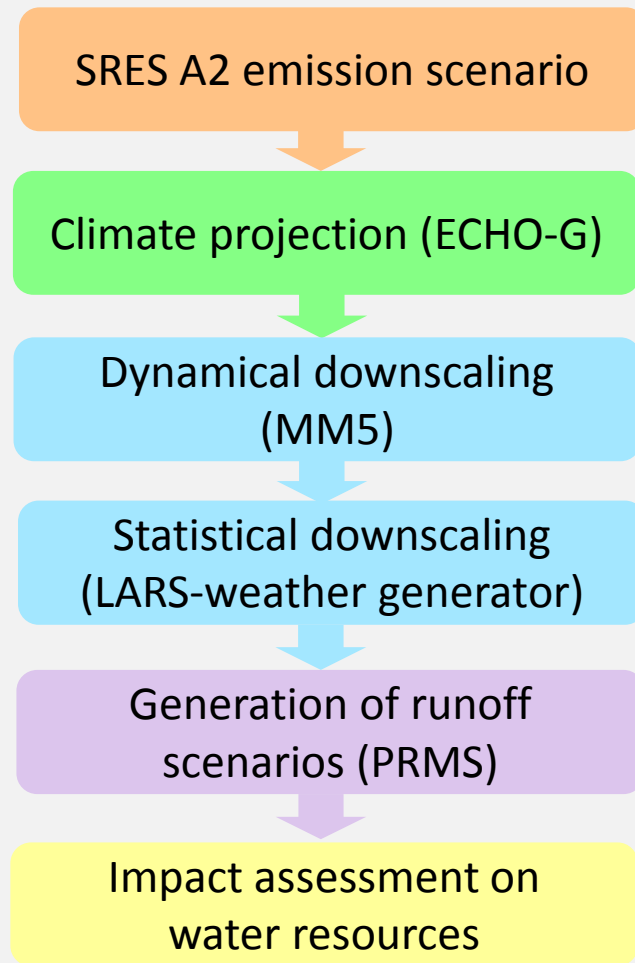 SRES A2 emission scenario
Climate projection (ECHO-G)
Dynamical downscaling
(MM5)
Statistical downscaling
(LARS-weather generator)
Generation of runoff
scenarios (PRMS)
Impact assessment on
water resources